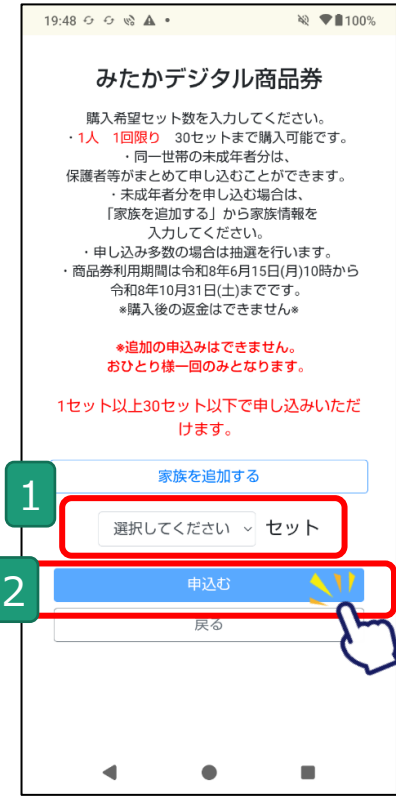 19:48
100%
みたかデジタル商品券
購入希望セット数を入力してください。
・1人　1回限り　30セットまで購入可能です。
・同一世帯の未成年者分は、
保護者等がまとめて申し込むことができます。
・未成年者分を申し込む場合は、
「家族を追加する」から家族情報を
入力してください。
・申し込み多数の場合は抽選を行います。
・商品券利用期間は令和8年6月15日(月)10時から
令和8年10月31日(土)までです。
※購入後の返金はできません※
※追加の申込みはできません。
おひとり様一回のみとなります。
1セット以上30セット以下で申し込みいただ
けます。
家族を追加する
1
選択してください セット
2
申込む
戻る